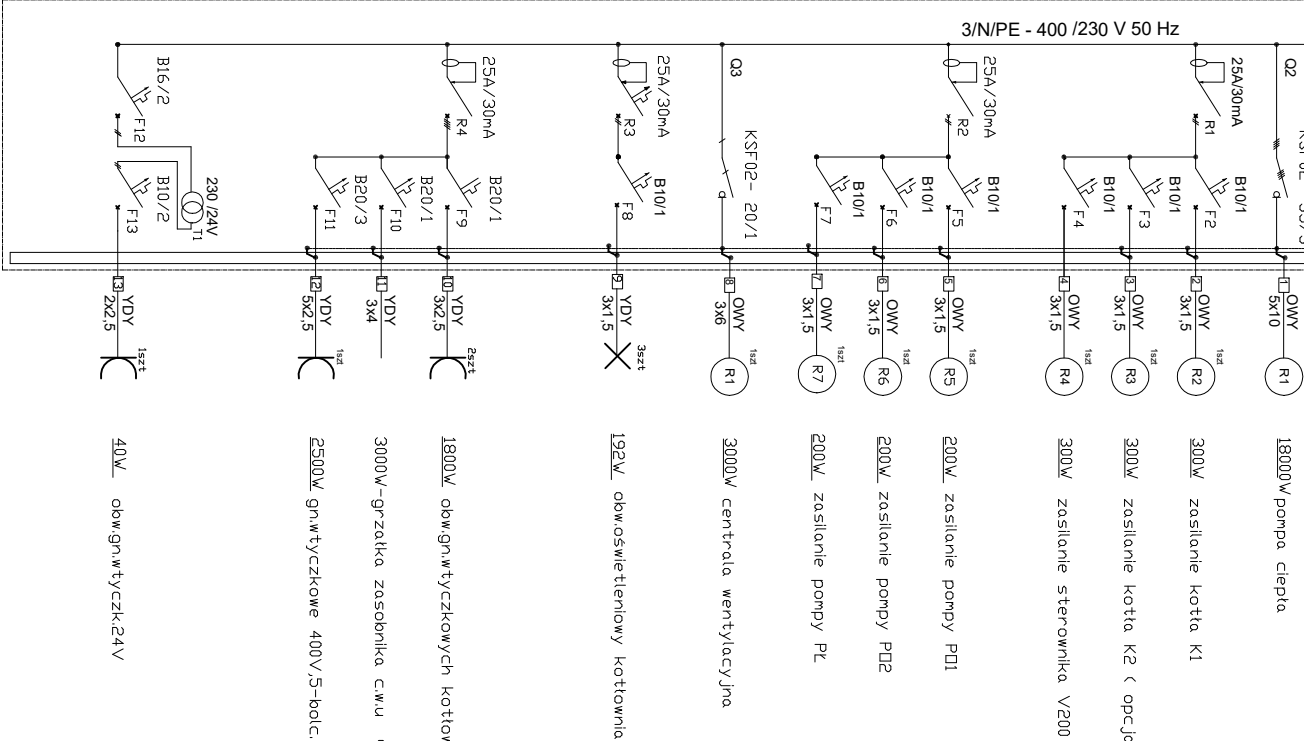 3/N/PE - 400 /230 V 50 Hz
Q2
25A/30mA
R1
B10/1
F2
B10/1
F3
B10/1
F4
25A/30mA
R2
B10/1
F5
B10/1
F6
B10/1
F7
Q3
KSF02- 20/1
25A/30mA
R3
B10/1
F8
25A/30mA
R4
B20/1
F9
B20/1
F10
B20/3
F11
B16/2
F12
230 /24V
T1
B10/2
F13
1 OWY 5x10
R1
18000W pompa ciepła
2 OWY 3x1,5
1szt
R2
300W zasilanie kotła K1
3 OWY 3x1,5
1szt
R3
300W zasilanie kotła K2 ( opcja
4 OWY 3x1,5
1szt
R4
300W zasilanie sterownika V200
5 OWY 3x1,5
1szt
R5
200W zasilanie pompy P□1
6 OWY 3x1,5
1szt
R6
200W zasilanie pompy P□2
7 OWY 3x1,5
1szt
R7
200W zasilanie pompy PŁ
8 OWY 3x6
R1
3000W centrala wentylacyjna
9 YDY 3x1,5
3szt
192W obw.oświetleniowy kotłownia
10 YDY 3x2,5
2szt
1800W obw.gn.wtyczkowych kotłow
11 YDY 3x4
3000W-grzałka zasobnika c.w.u
12 YDY 5x2,5
1szt
2500W gn.wtyczkowe 400V,5-bolc.
13 YDY 2x2,5
1szt
40W obw.gn.wtyczk.24V